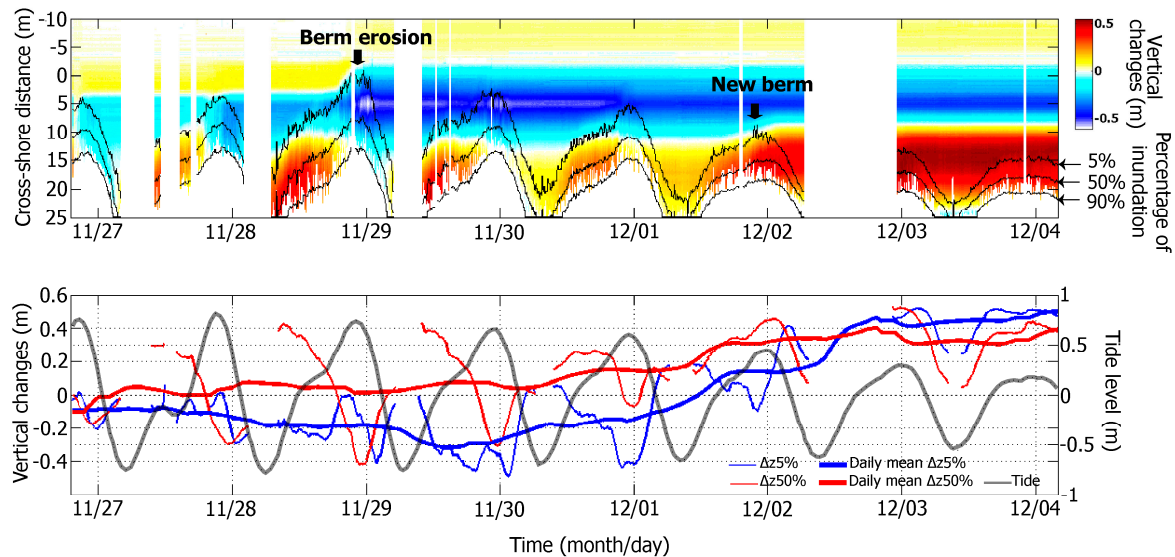 Cross-shore distance (m)
-10
-5
0
5
10
15
20
25
Berm erosion
New berm
11/27
11/28
11/29
11/30
12/01
12/02
12/03
12/04
0.5
0
-0.5
Vertical
changes (m)
Percentage of
inundation
5%
50%
90%
Vertical changes (m)
0.6
0.4
0.2
0
-0.2
-0.4
1
0.5
0
-0.5
-1
Tide level (m)
Δz5%
Daily mean Δz5%
Δz50%
Daily mean Δz50%
Tide
11/27
11/28
11/29
11/30
12/01
12/02
12/03
12/04
Time (month/day)